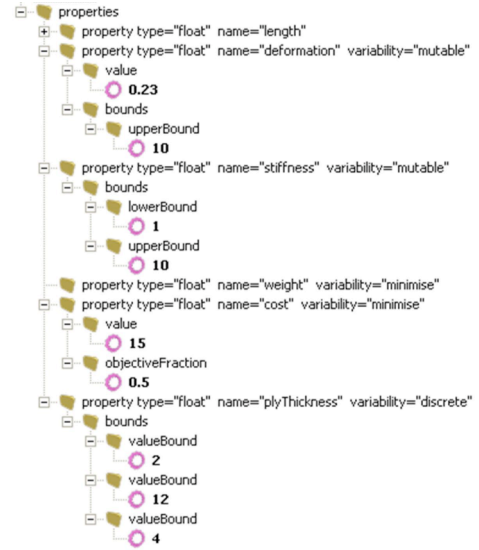 properties
property type="float" name="length"
property type="float" name="deformation" variability="mutable"
value
0.23
bounds
upperBound
10
property type="float" name="stiffness" variability="mutable"
bounds
lowerBound
1
upperBound
10
property type="float" name="weight" variability="minimise"
property type="float" name="cost" variability="minimise"
value
15
objectiveFraction
0.5
property type="float" name="plyThickness" variability="discrete"
bounds
valueBound
2
valueBound
12
valueBound
4